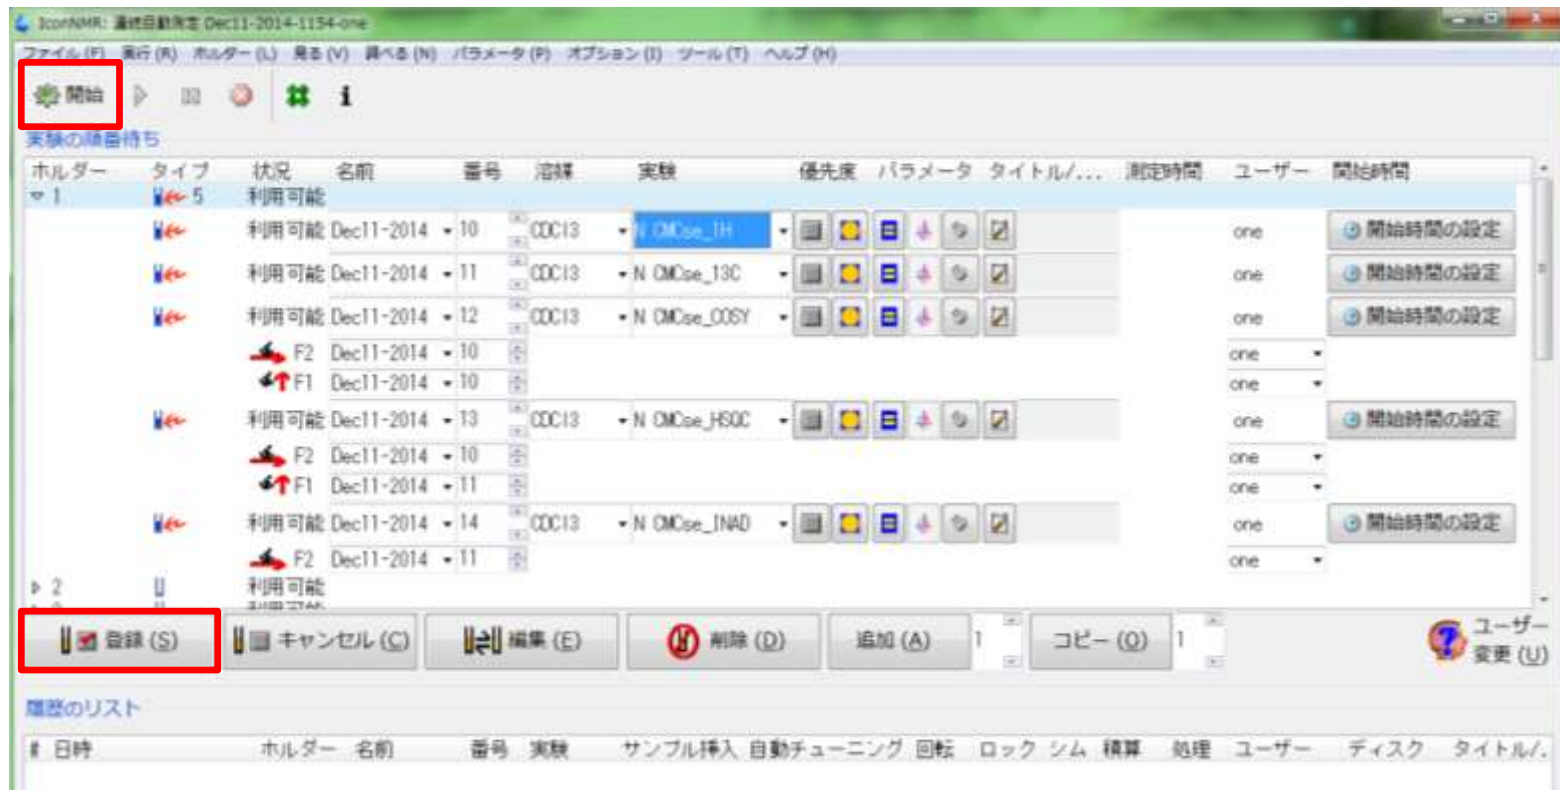 IconNMR: 連続自動測定 Dec11-2014-1154-one
ファイル(F) 実行(R) ホルダー(L) 見る(V) 調べる(N) パラメータ(P) オプション(I) ツール(T) ヘルプ(H)
開始
実験の順番待ち
ホルダー タイプ 状況 名前 番号 溶媒 実験 優先度 パラメータ タイトル/... 測定時間 ユーザー 開始時間
1 5 利用可能
利用可能 Dec11-2014 10 CDCl3 N CMCse_1H one 開始時間の設定
利用可能 Dec11-2014 11 CDCl3 N CMCse_13C one 開始時間の設定
利用可能 Dec11-2014 12 CDCl3 N CMCse_COSY one 開始時間の設定
F2 Dec11-2014 10 one
F1 Dec11-2014 10 one
利用可能 Dec11-2014 13 CDCl3 N CMCse_HSQC one 開始時間の設定
F2 Dec11-2014 10 one
F1 Dec11-2014 11 one
利用可能 Dec11-2014 14 CDCl3 N CMCse_INAD one 開始時間の設定
F2 Dec11-2014 11 one
2 利用可能
登録(S) キャンセル(C) 編集(E) 削除(D) 追加(A) 1 コピー(O) 1 ユーザー
変更(U)
履歴のリスト
# 日時 ホルダー 名前 番号 実験 サンプル挿入 自動チューニング 回転 ロック シム 積算 処理 ユーザー ディスク タイトル/.